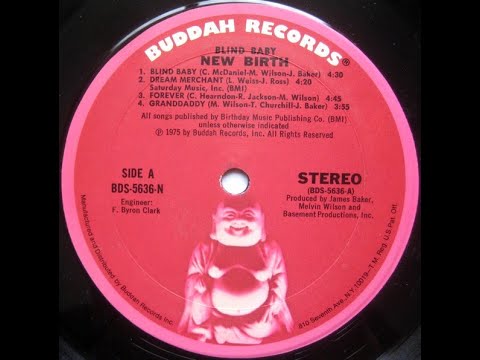 BUDDAH RECORDS®
BLIND BABY
NEW BIRTH
1. BLIND BABY (C. McDaniel-M. Wilson-J. Baker) 4:30
2. DREAM MERCHANT (L. Weiss-J. Ross) 4:20
Saturday Music, Inc. (BMI)
3. FOREVER (C. Hearndon-R. Jackson-M. Wilson) 4:45
4. GRANDDADDY (M. Wilson-T. Churchill-J. Baker) 3:55
All songs published by Birthday Music Publishing Co. (BMI)
unless otherwise indicated
℗ 1975 by Buddah Records, Inc. All Rights Reserved
SIDE A
BDS-5636-N
Engineer:
F. Byron Clark
STEREO
(BDS-5636-A)
Produced by James Baker,
Melvin Wilson and
Basement Productions, Inc.
Manufactured and Distributed by Buddah Records Inc.
810 Seventh Ave., N.Y. 10019-T.M. Reg. U.S. Pat. Off.